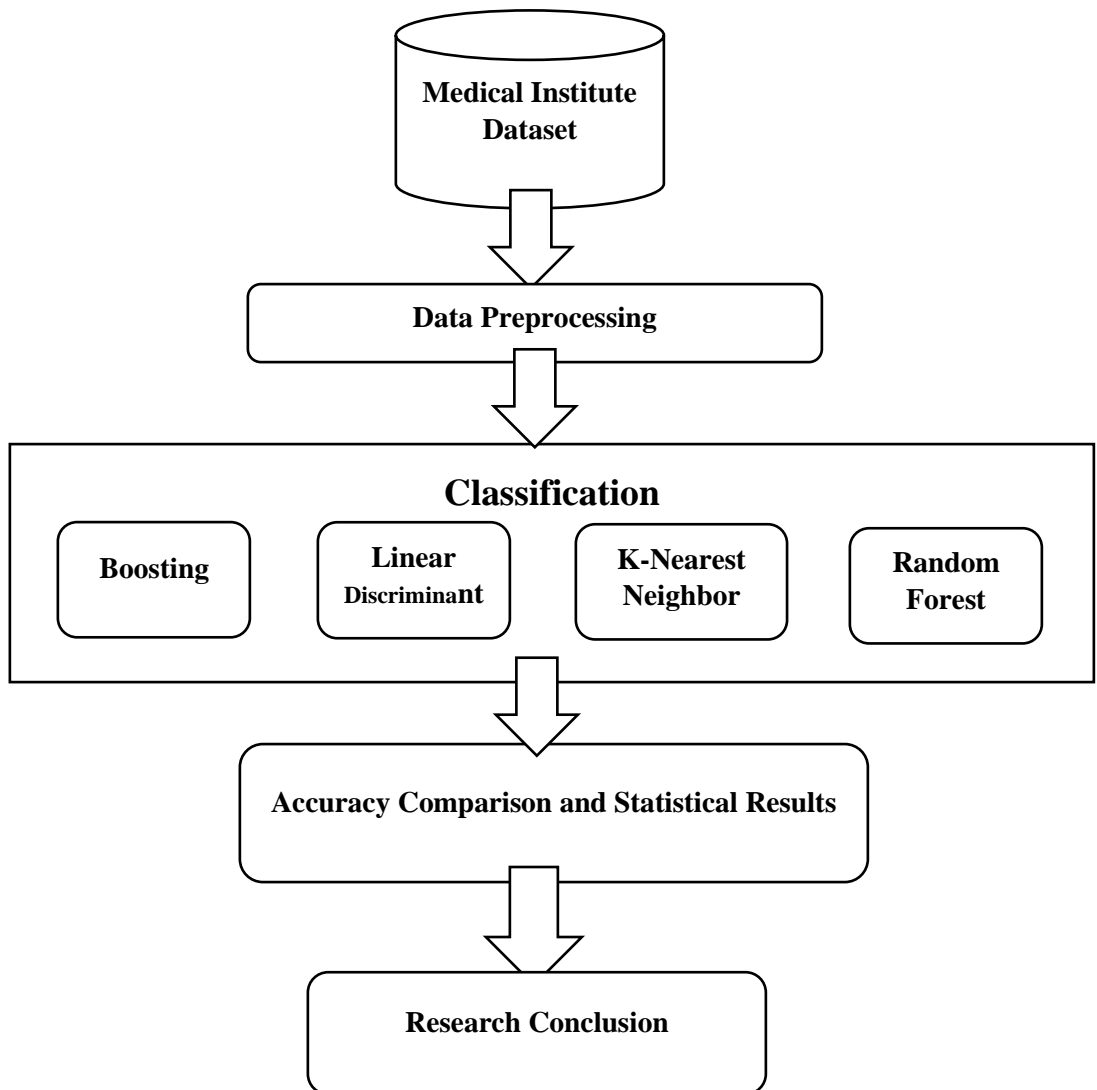 Medical Institute
Dataset
Data Preprocessing
Classification
Boosting
Linear
Discriminant
K-Nearest
Neighbor
Random
Forest
Accuracy Comparison and Statistical Results
Research Conclusion